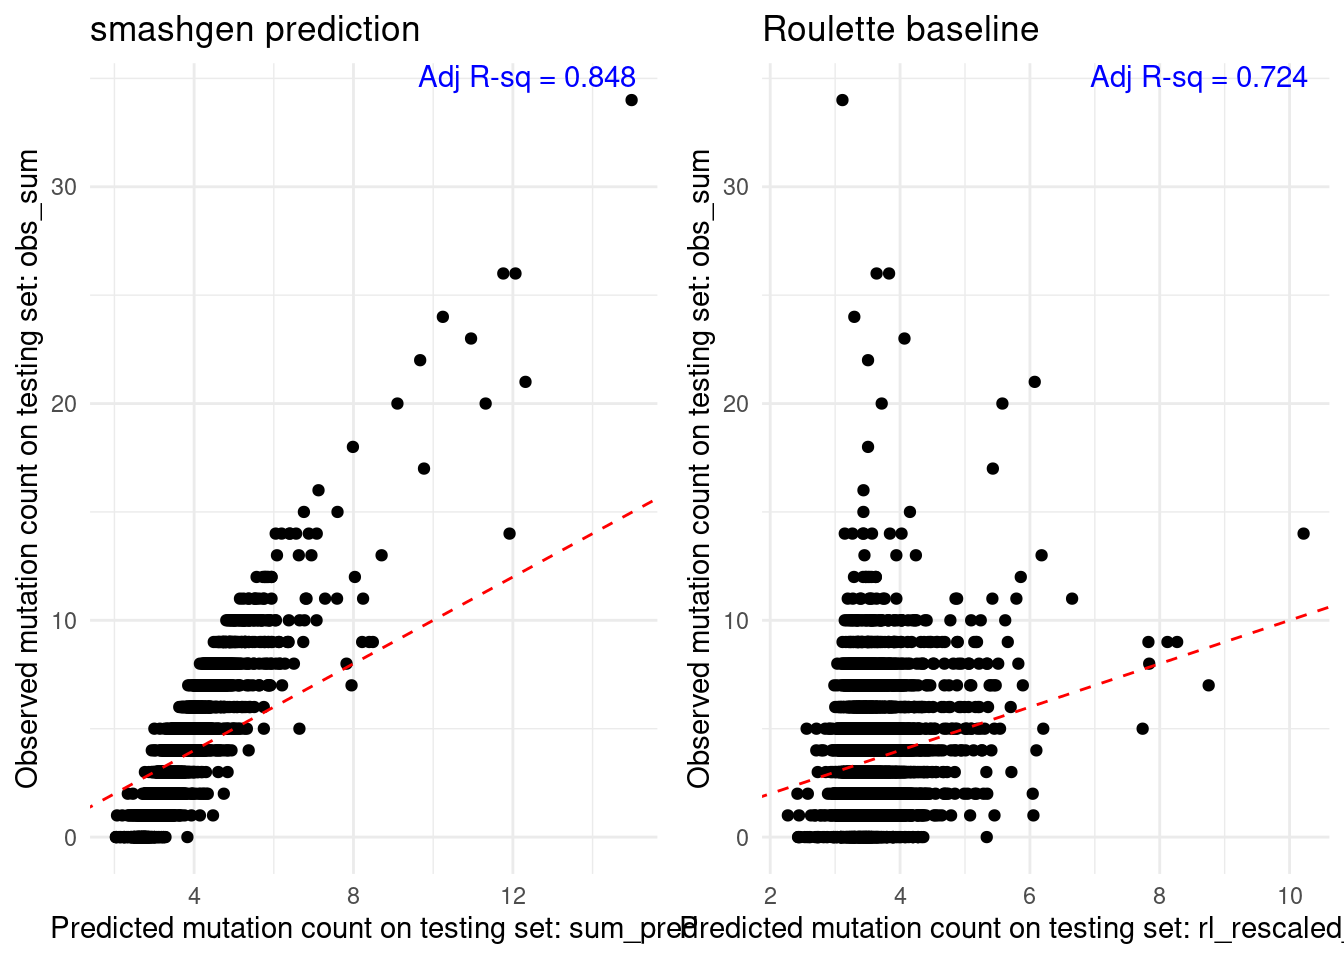 smashgen prediction
Adj R-sq = 0.848
Observed mutation count on testing set: obs_sum
30
20
10
0
4
8
12
Predicted mutation count on testing set: sum_pred
Roulette baseline
Adj R-sq = 0.724
Observed mutation count on testing set: obs_sum
30
20
10
0
2
4
6
8
10
Predicted mutation count on testing set: rl_rescaled_